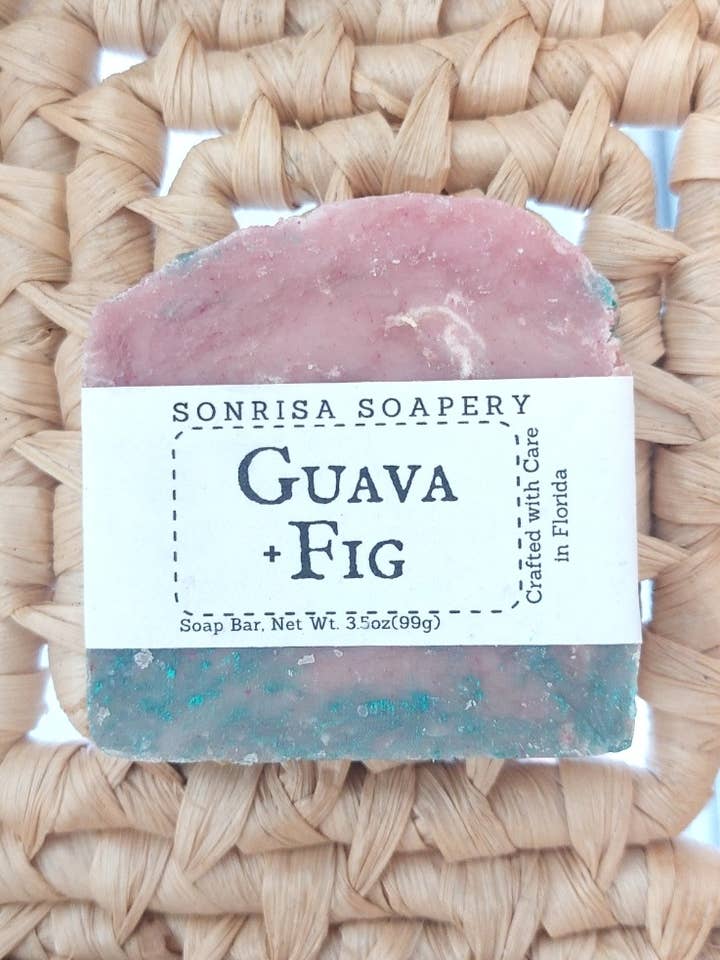 SONRISA SOAPERY
GUAVA
+FIG
Soap Bar, Net Wt. 3.5oz(99g)
Crafted with Care
in Florida